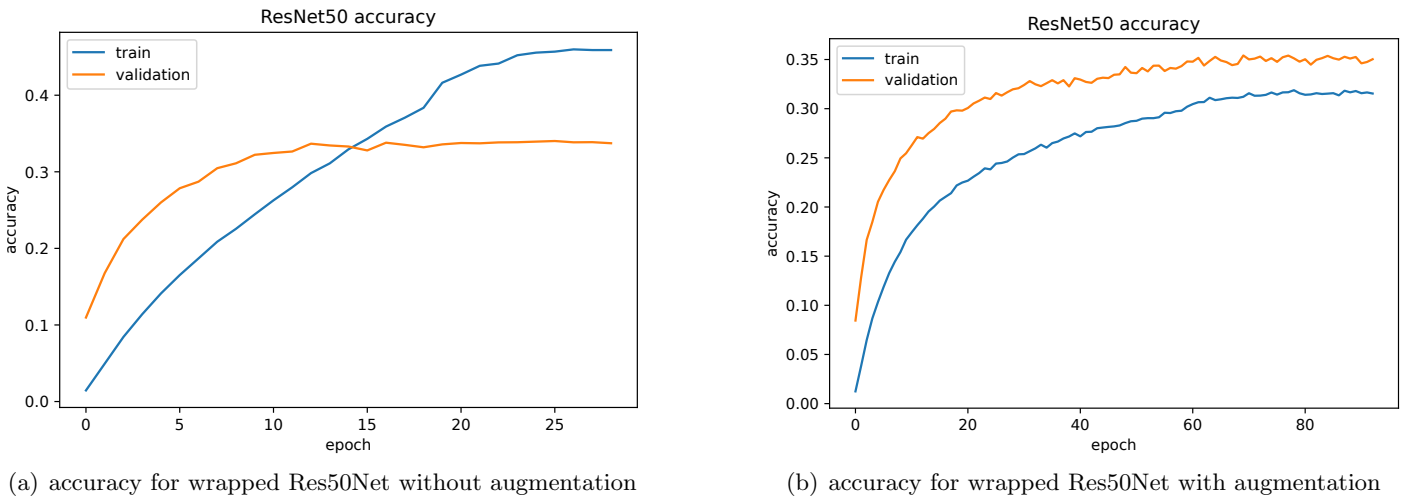 ResNet50 accuracy
train
validation
accuracy
0.4
0.3
0.2
0.1
0.0
0 5 10 15 20 25
epoch
(a) accuracy for wrapped Res50Net without augmentation
ResNet50 accuracy
train
validation
accuracy
0.35
0.30
0.25
0.20
0.15
0.10
0.05
0.00
0 20 40 60 80
epoch
(b) accuracy for wrapped Res50Net with augmentation